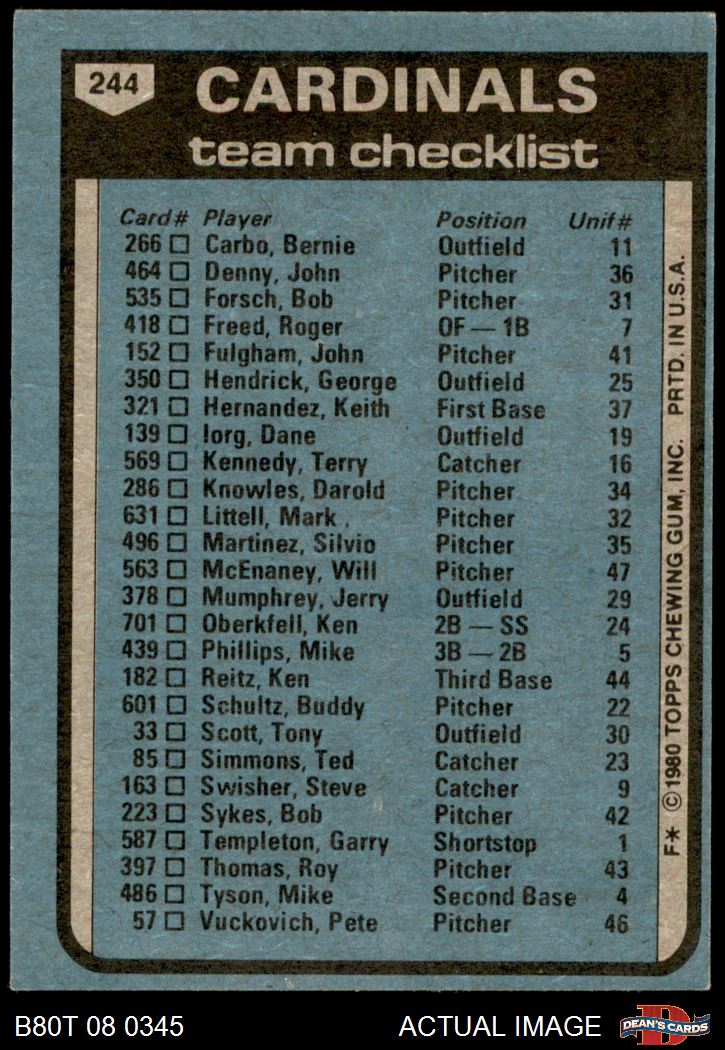 244
CARDINALS
team checklist
Card# Player Position Unif#
266 Carbo, Bernie Outfield 11
464 Denny, John Pitcher 36
535 Forsch, Bob Pitcher 31
418 Freed, Roger OF — 1B 7
152 Fulgham, John Pitcher 41
350 Hendrick, George Outfield 25
321 Hernandez, Keith First Base 37
139 Iorg, Dane Outfield 19
569 Kennedy, Terry Catcher 16
286 Knowles, Darold Pitcher 34
631 Littell, Mark Pitcher 32
496 Martinez, Silvio Pitcher 35
563 McEnaney, Will Pitcher 47
378 Mumphrey, Jerry Outfield 29
701 Oberkfell, Ken 2B — SS 24
439 Phillips, Mike 3B — 2B 5
182 Reitz, Ken Third Base 44
601 Schultz, Buddy Pitcher 22
33 Scott, Tony Outfield 30
85 Simmons, Ted Catcher 23
163 Swisher, Steve Catcher 9
223 Sykes, Bob Pitcher 42
587 Templeton, Garry Shortstop 1
397 Thomas, Roy Pitcher 43
486 Tyson, Mike Second Base 4
57 Vuckovich, Pete Pitcher 46
F* © 1980 TOPPS CHEWING GUM, INC. PRTD. IN U.S.A.
B80T 08 0345 ACTUAL IMAGE
D
DEAN'S CARDS